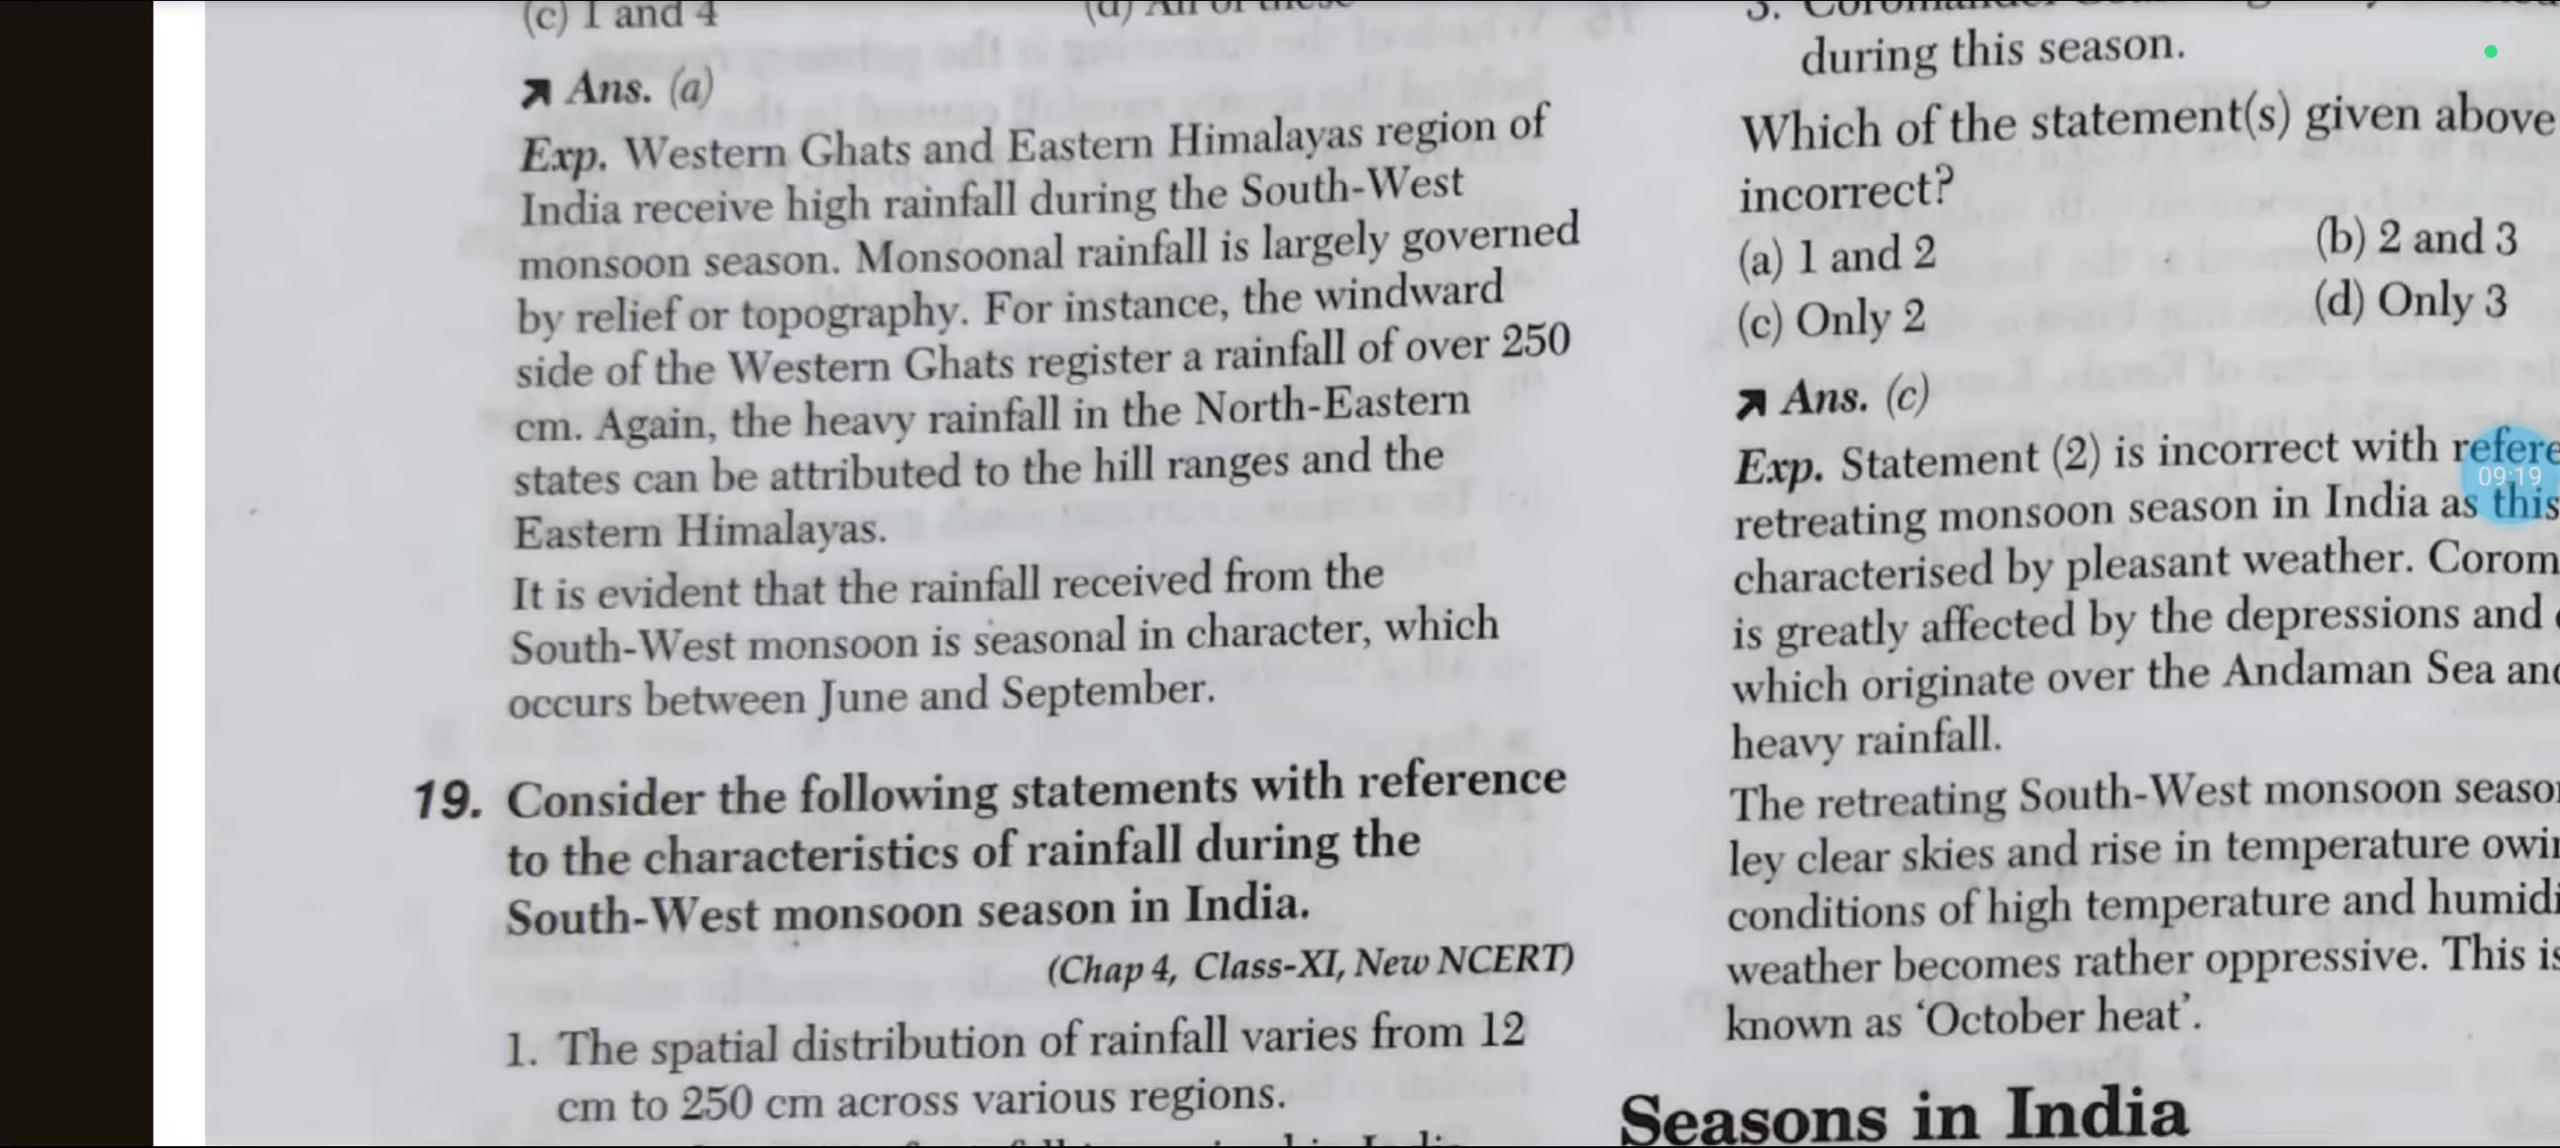 (c) 1 and 4
Ans. (a)
Exp. Western Ghats and Eastern Himalayas region of
India receive high rainfall during the South-West
monsoon season. Monsoonal rainfall is largely governed
by relief or topography. For instance, the windward
side of the Western Ghats register a rainfall of over 250
cm. Again, the heavy rainfall in the North-Eastern
states can be attributed to the hill ranges and the
Eastern Himalayas.
It is evident that the rainfall received from the
South-West monsoon is seasonal in character, which
occurs between June and September.
19. Consider the following statements with reference
to the characteristics of rainfall during the
South-West monsoon season in India.
(Chap 4, Class-XI, New NCERT)
1. The spatial distribution of rainfall varies from 12
cm to 250 cm across various regions.
during this season.
Which of the statement(s) given above
incorrect?
(a) 1 and 2 (b) 2 and 3
(c) Only 2 (d) Only 3
Ans. (c)
Exp. Statement (2) is incorrect with refere
retreating monsoon season in India as this
characterised by pleasant weather. Corom
is greatly affected by the depressions and
which originate over the Andaman Sea and
heavy rainfall.
The retreating South-West monsoon seaso
ley clear skies and rise in temperature owi
conditions of high temperature and humidi
weather becomes rather oppressive. This is
known as ‘October heat’.
Seasons in India
09:19